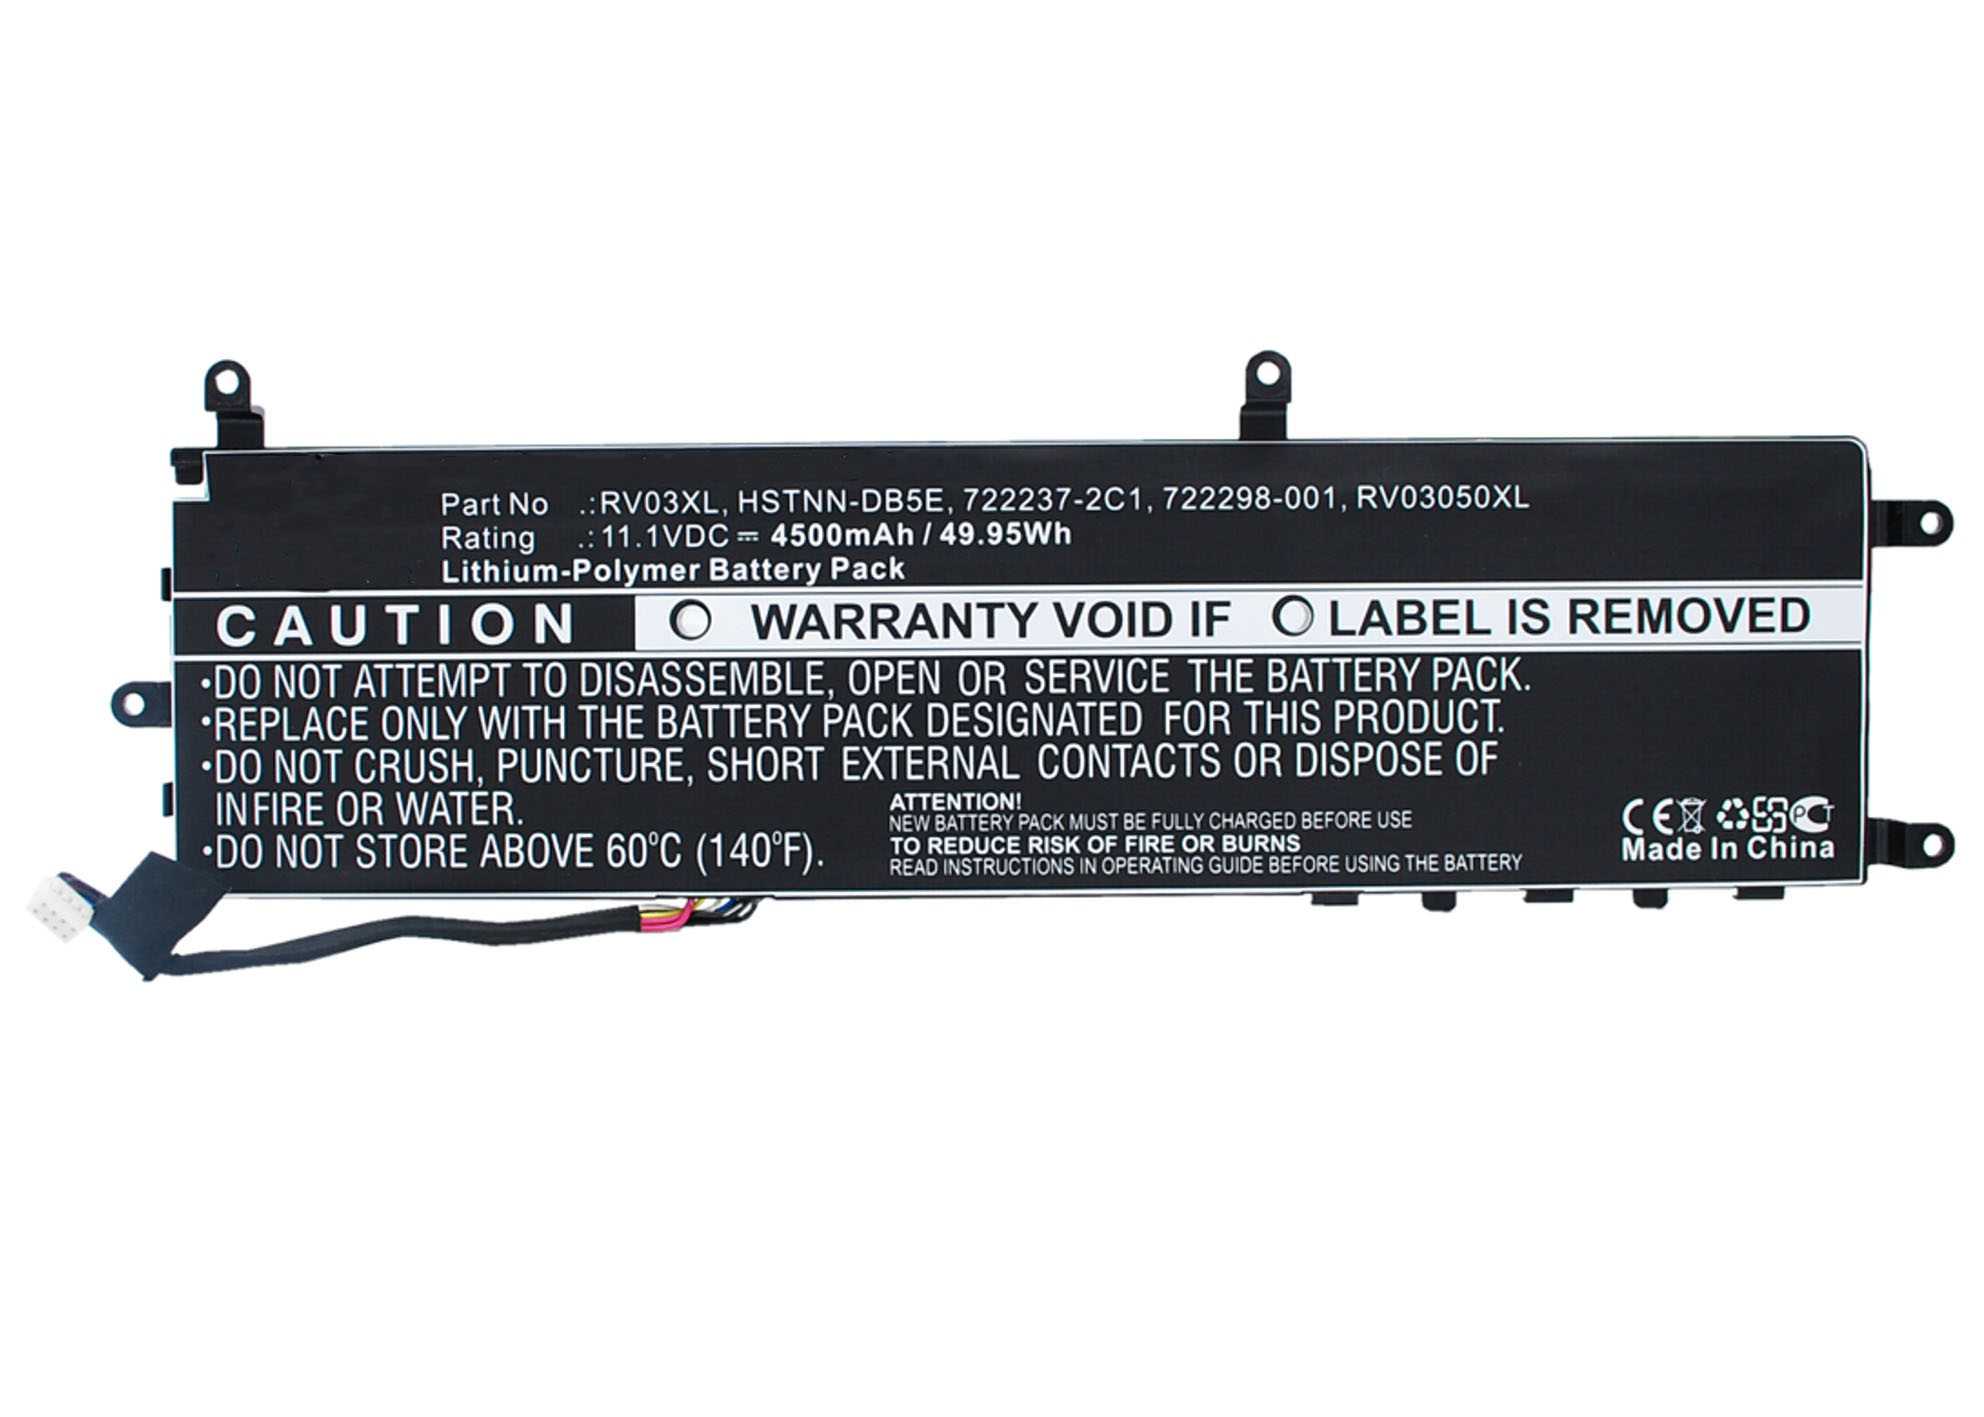 Part No .: RV03XL, HSTNN-DB5E, 722237-2C1, 722298-001, RV03050XL
Rating .: 11.1VDC ⎓ 4500mAh / 49.95Wh
Lithium-Polymer Battery Pack
CAUTION WARRANTY VOID IF LABEL IS REMOVED
•DO NOT ATTEMPT TO DISASSEMBLE, OPEN OR SERVICE THE BATTERY PACK.
•REPLACE ONLY WITH THE BATTERY PACK DESIGNATED FOR THIS PRODUCT.
•DO NOT CRUSH, PUNCTURE, SHORT EXTERNAL CONTACTS OR DISPOSE OF
IN FIRE OR WATER.
•DO NOT STORE ABOVE 60°C (140°F).
ATTENTION!
NEW BATTERY PACK MUST BE FULLY CHARGED BEFORE USE
TO REDUCE RISK OF FIRE OR BURNS
READ INSTRUCTIONS IN OPERATING GUIDE BEFORE USING THE BATTERY
CE PCT
Made In China